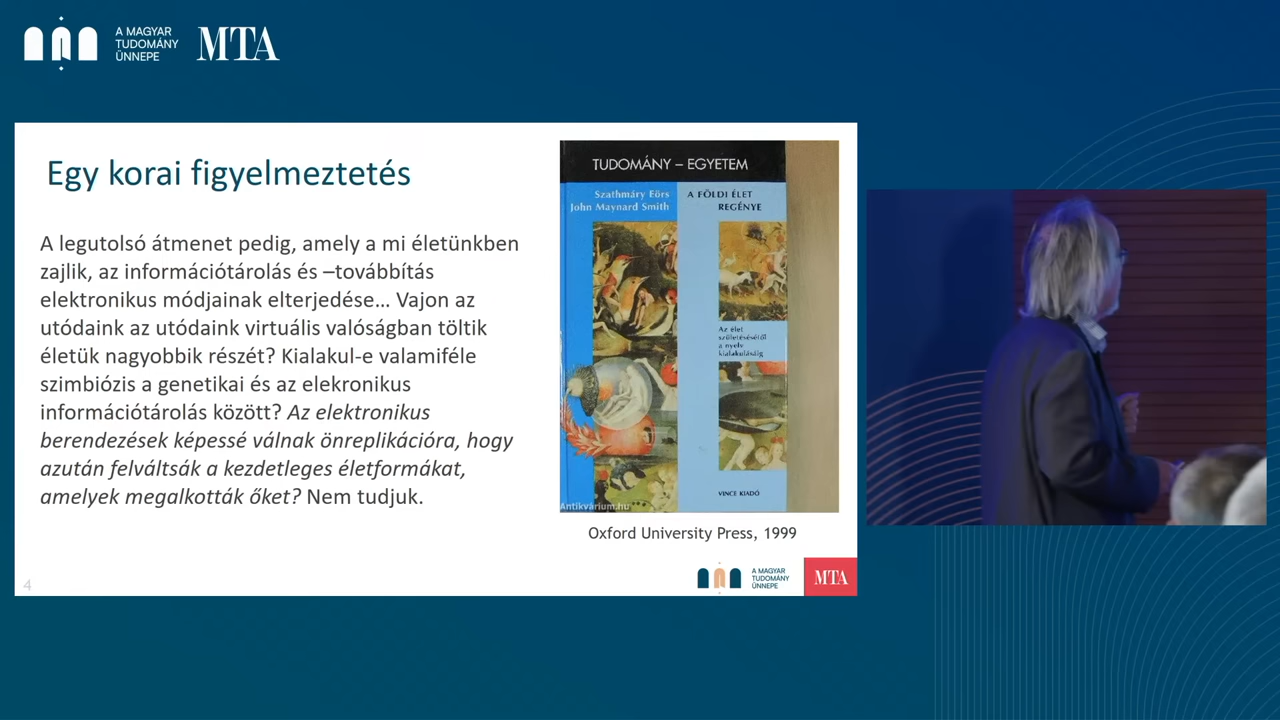 A MAGYAR
TUDOMÁNY
ÜNNEPE
MTA
Egy korai figyelmeztetés
A legutolsó átmenet pedig, amely a mi életünkben
zajlik, az információtárolás és –továbbítás
elektronikus módjainak elterjedése... Vajon az
utódaink az utódaink virtuális valóságban töltik
életük nagyobbik részét? Kialakul-e valamiféle
szimbiózis a genetikai és az elekronikus
információtárolás között? Az elektronikus
berendezések képessé válnak önreplikációra, hogy
azután felváltsák a kezdetleges életformákat,
amelyek megalkották őket? Nem tudjuk.
TUDOMÁNY – EGYETEM
Szathmáry Eörs
John Maynard Smith
A FÖLDI ÉLET
REGÉNYE
Az élet
születésésétől
a nyelv
kialakulásáig
VINCE KIADÓ
Antikvárium.hu
Oxford University Press, 1999
4
A MAGYAR
TUDOMÁNY
ÜNNEPE
MTA